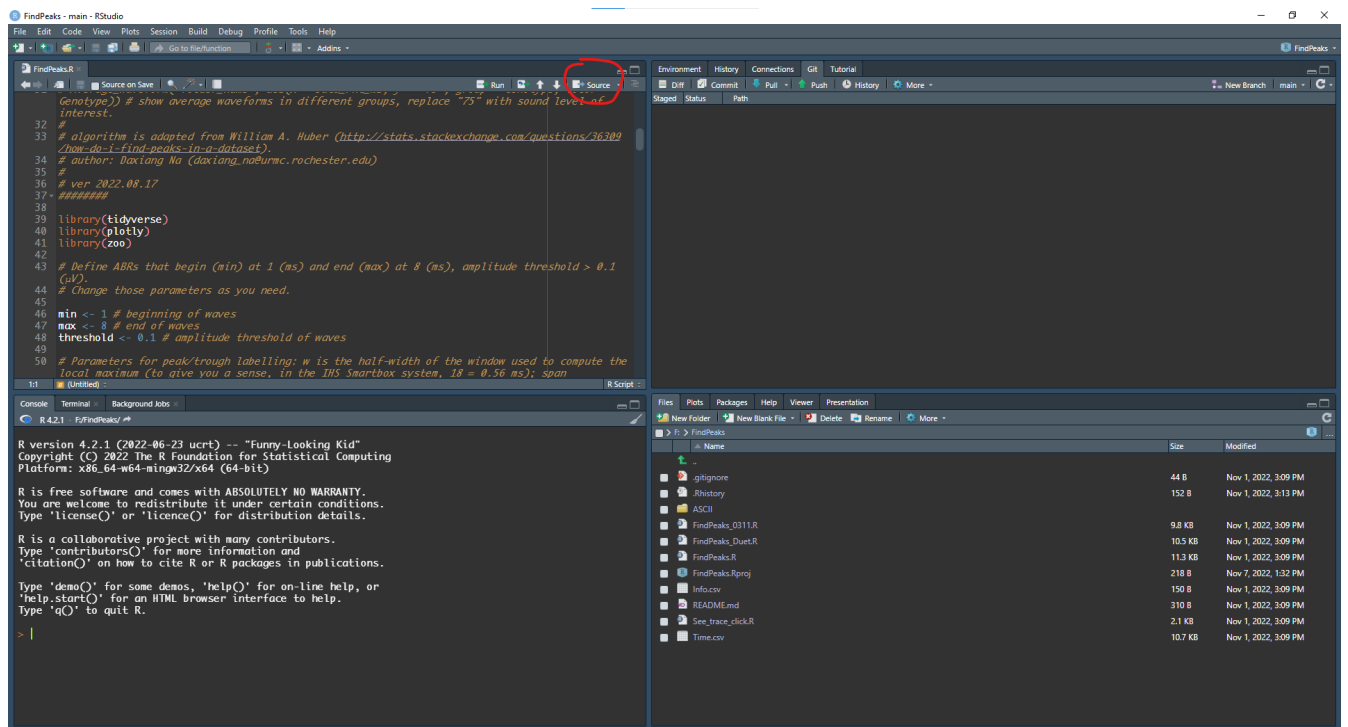 FindPeaks - main - RStudio
File Edit Code View Plots Session Build Debug Profile Tools Help
Go to file/function Addins FindPeaks
FindPeaks.R
Source on Save Run Source
Genotype)) # show average waveforms in different groups, replace "75" with sound level of
interest.
32 #
33 # algorithm is adapted from William A. Huber (http://stats.stackexchange.com/questions/36309
/how-do-i-find-peaks-in-a-dataset).
34 # author: Daxiang Na (daxiang_na@urmc.rochester.edu)
35 #
36 # ver 2022.08.17
37 ########
38
39 library(tidyverse)
40 library(plotly)
41 library(zoo)
42
43 # Define ABRs that begin (min) at 1 (ms) and end (max) at 8 (ms), amplitude threshold > 0.1
(µV).
44 # Change those parameters as you need.
45
46 min <- 1 # beginning of waves
47 max <- 8 # end of waves
48 threshold <- 0.1 # amplitude threshold of waves
49
50 # Parameters for peak/trough labelling: w is the half-width of the window used to compute the
local maximum (to give you a sense, in the IHS Smartbox system, 18 = 0.56 ms); span
1:1 (Untitled) R Script
Console Terminal Background Jobs
R 4.2.1 · F:/FindPeaks/
R version 4.2.1 (2022-06-23 ucrt) -- "Funny-Looking Kid"
Copyright (C) 2022 The R Foundation for Statistical Computing
Platform: x86_64-w64-mingw32/x64 (64-bit)
R is free software and comes with ABSOLUTELY NO WARRANTY.
You are welcome to redistribute it under certain conditions.
Type 'license()' or 'licence()' for distribution details.
R is a collaborative project with many contributors.
Type 'contributors()' for more information and
'citation()' on how to cite R or R packages in publications.
Type 'demo()' for some demos, 'help()' for on-line help, or
'help.start()' for an HTML browser interface to help.
Type 'q()' to quit R.
>
Environment History Connections Git Tutorial
Diff Commit Pull Push History More New Branch main
Staged Status Path
Files Plots Packages Help Viewer Presentation
New Folder New Blank File Delete Rename More
F: > FindPeaks
Name Size Modified
..
.gitignore 44 B Nov 1, 2022, 3:09 PM
.Rhistory 152 B Nov 1, 2022, 3:13 PM
ASCII
FindPeaks_0311.R 9.8 KB Nov 1, 2022, 3:09 PM
FindPeaks_Duet.R 10.5 KB Nov 1, 2022, 3:09 PM
FindPeaks.R 11.3 KB Nov 1, 2022, 3:09 PM
FindPeaks.Rproj 218 B Nov 7, 2022, 1:32 PM
Info.csv 150 B Nov 1, 2022, 3:09 PM
README.md 310 B Nov 1, 2022, 3:09 PM
See_trace_click.R 2.1 KB Nov 1, 2022, 3:09 PM
Time.csv 10.7 KB Nov 1, 2022, 3:09 PM